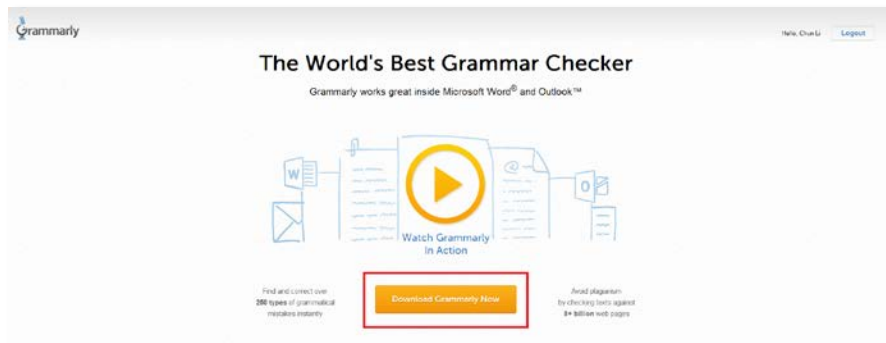 Grammarly
Hello, Chun Li
Logout
The World's Best Grammar Checker
Grammarly works great inside Microsoft Word® and Outlook™
W
O
Watch Grammarly
In Action
Find and correct over
250 types of grammatical
mistakes instantly
Download Grammarly Now
Avoid plagiarism
by checking texts against
8+ billion web pages